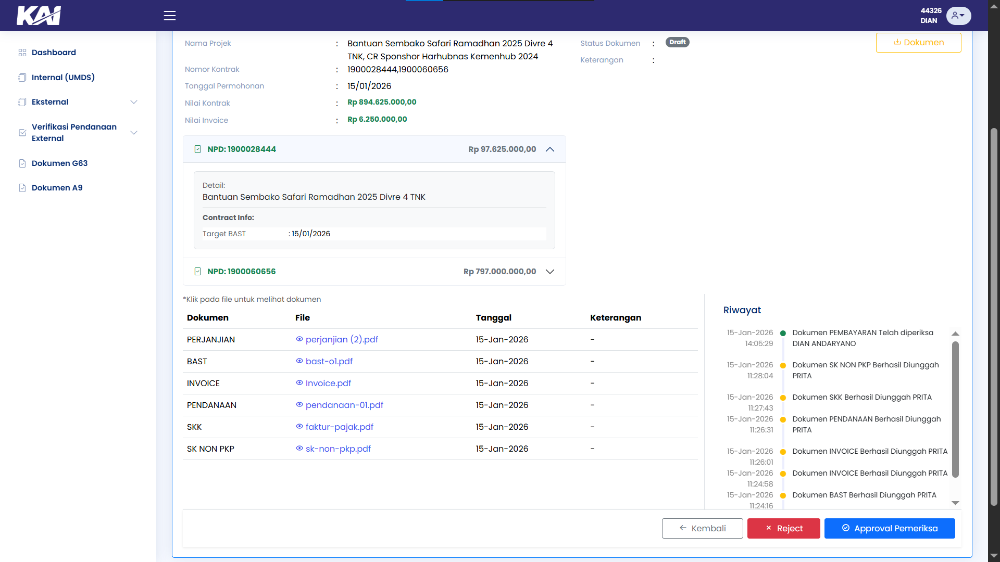 KAI
44326
DIAN
Dashboard
Internal (UMDS)
Eksternal
Verifikasi Pendanaan
External
Dokumen G63
Dokumen A9
Nama Projek : Bantuan Sembako Safari Ramadhan 2025 Divre 4
TNK, CR Sponshor Harhubnas Kemenhub 2024
Nomor Kontrak : 1900028444,1900060656
Tanggal Permohonan : 15/01/2026
Nilai Kontrak : Rp 894.625.000,00
Nilai Invoice : Rp 6.250.000,00
Status Dokumen : Draft
Keterangan :
Dokumen
NPD: 1900028444 Rp 97.625.000,00
Detail:
Bantuan Sembako Safari Ramadhan 2025 Divre 4 TNK
Contract Info:
Target BAST : 15/01/2026
NPD: 1900060656 Rp 797.000.000,00
*Klik pada file untuk melihat dokumen
Dokumen File Tanggal Keterangan
PERJANJIAN perjanjian (2).pdf 15-Jan-2026 -
BAST bast-o1.pdf 15-Jan-2026 -
INVOICE Invoice.pdf 15-Jan-2026 -
PENDANAAN pendanaan-01.pdf 15-Jan-2026 -
SKK faktur-pajak.pdf 15-Jan-2026 -
SK NON PKP sk-non-pkp.pdf 15-Jan-2026 -
Riwayat
15-Jan-2026 Dokumen PEMBAYARAN Telah diperiksa
14:05:29 DIAN ANDARYANO
15-Jan-2026 Dokumen SK NON PKP Berhasil Diunggah
11:28:04 PRITA
15-Jan-2026 Dokumen SKK Berhasil Diunggah PRITA
11:27:43
15-Jan-2026 Dokumen PENDANAAN Berhasil Diunggah
11:26:31 PRITA
15-Jan-2026 Dokumen INVOICE Berhasil Diunggah PRITA
11:26:01
15-Jan-2026 Dokumen INVOICE Berhasil Diunggah PRITA
11:24:58
15-Jan-2026 Dokumen BAST Berhasil Diunggah PRITA
11:24:16
Kembali
Reject
Approval Pemeriksa